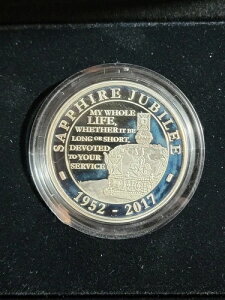 SAPPHIRE JUBILEE
MY WHOLE
LIFE,
WHETHER IT BE
LONG OR SHORT,
DEVOTED
TO YOUR
SERVICE
1952 - 2017